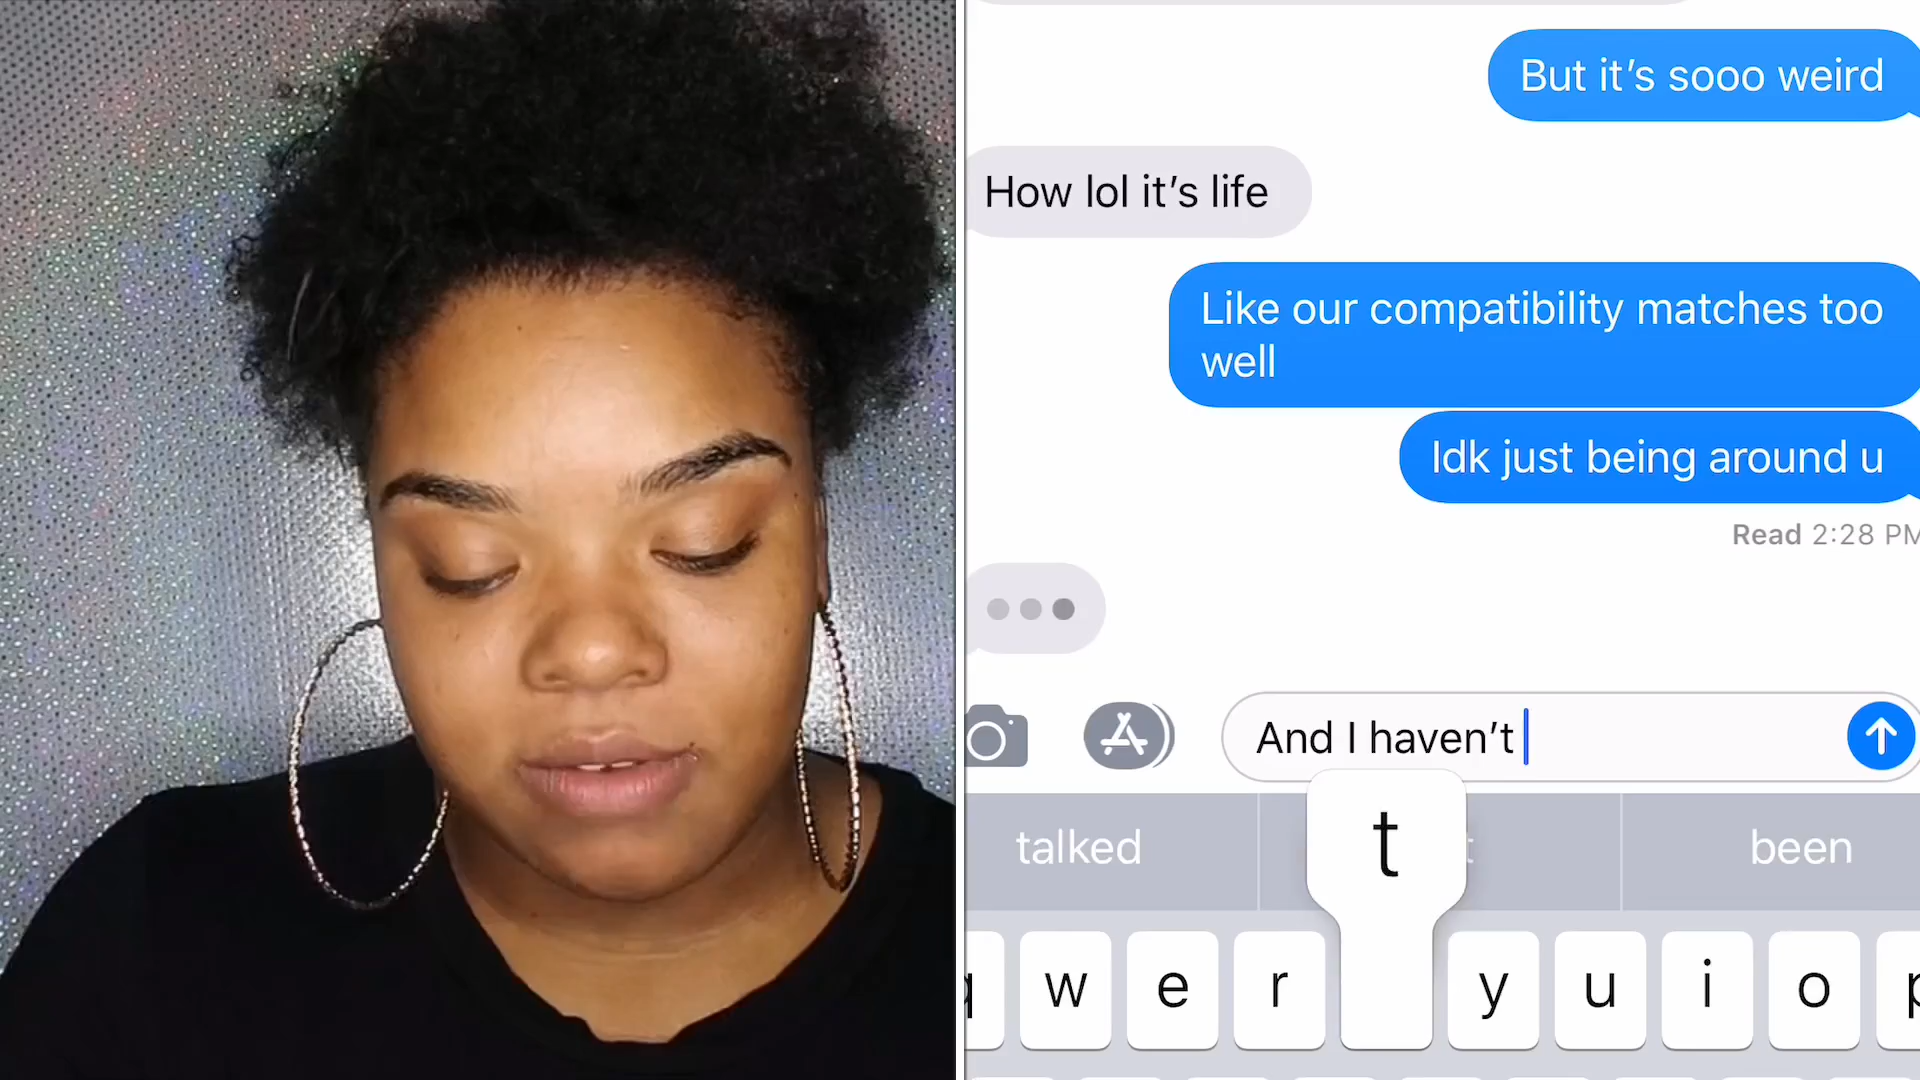 But it’s sooo weird
How lol it’s life
Like our compatibility matches too
well
Idk just being around u
Read 2:28 PM
And I haven’t
talked t been
t
q w e r y u i o p